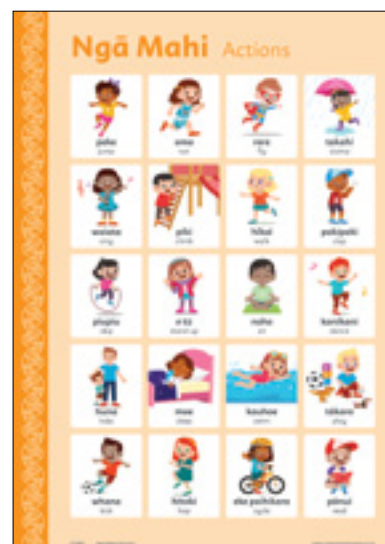 Ngā Mahi Actions
peke oma rere takahi
jump run fly stomp
waiata piki hīkoi pakipaki
sing climb walk clap
piupiu e tū noho kanikani
skip stand up sit dance
huna moe kauhoe tākaro
hide sleep swim play
whana hītoki eke paihikara pānui
kick hop cycle read